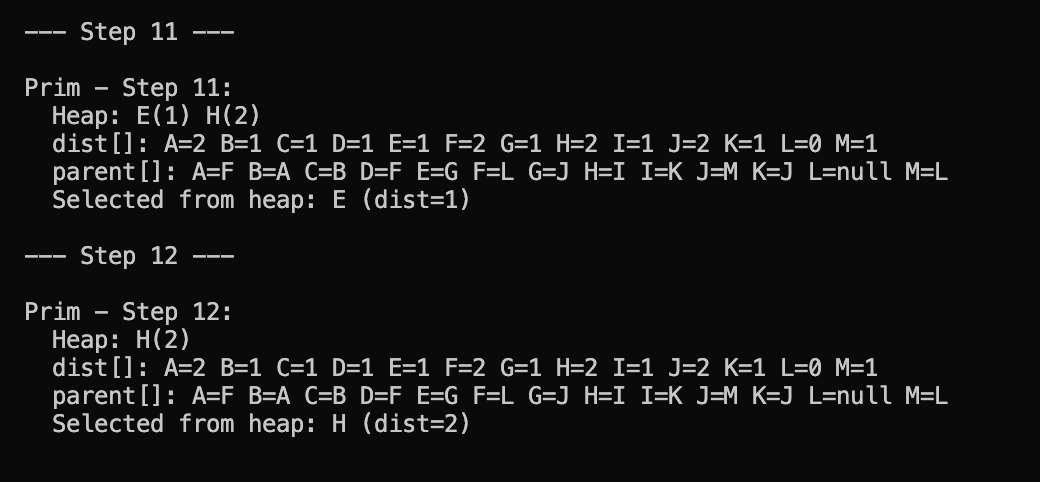 --- Step 11 ---
Prim - Step 11:
Heap: E(1) H(2)
dist[]: A=2 B=1 C=1 D=1 E=1 F=2 G=1 H=2 I=1 J=2 K=1 L=0 M=1
parent[]: A=F B=A C=B D=F E=G F=L G=J H=I I=K J=M K=J L=null M=L
Selected from heap: E (dist=1)
--- Step 12 ---
Prim - Step 12:
Heap: H(2)
dist[]: A=2 B=1 C=1 D=1 E=1 F=2 G=1 H=2 I=1 J=2 K=1 L=0 M=1
parent[]: A=F B=A C=B D=F E=G F=L G=J H=I I=K J=M K=J L=null M=L
Selected from heap: H (dist=2)